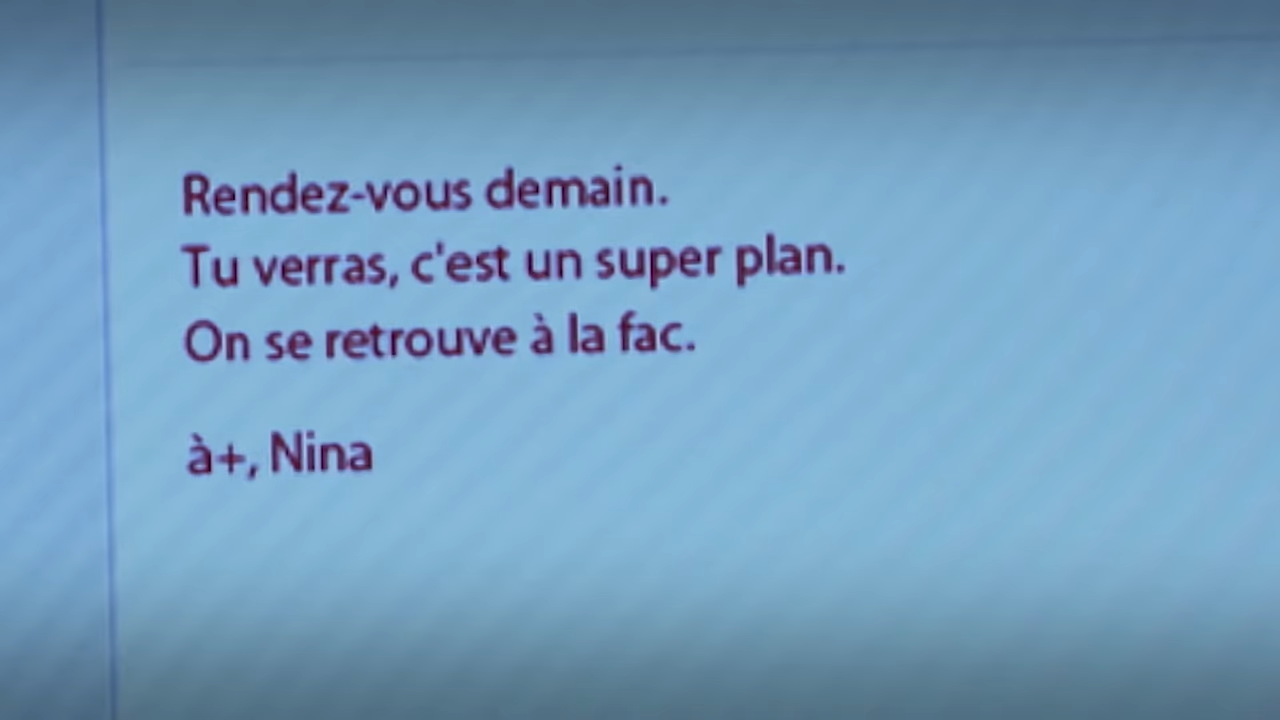 Rendez-vous demain.
Tu verras, c'est un super plan.
On se retrouve à la fac.
à+, Nina